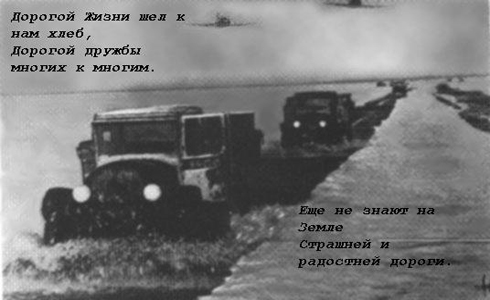 Дорогой Жизни шел к
нам хлеб,
Дорогой дружбы
многих к многим.
Еще не знают на
Земле
Страшней и
радостней дороги.